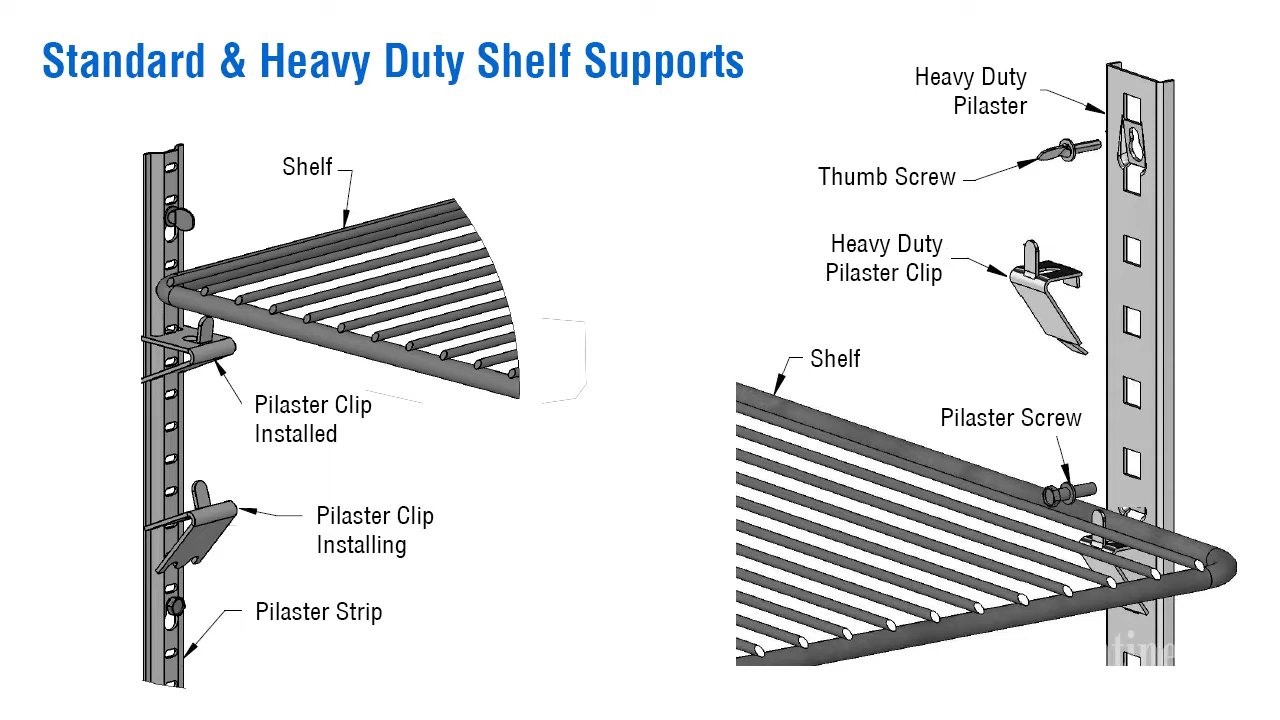 Standard & Heavy Duty Shelf Supports
Shelf
Pilaster Clip
Installed
Pilaster Clip
Installing
Pilaster Strip
Heavy Duty
Pilaster
Thumb Screw
Heavy Duty
Pilaster Clip
Shelf
Pilaster Screw